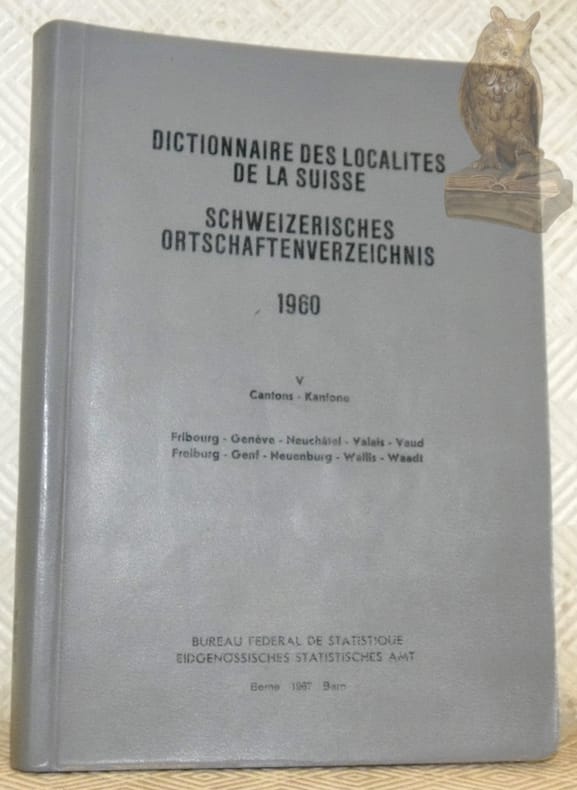 DICTIONNAIRE DES LOCALITES
DE LA SUISSE
SCHWEIZERISCHES
ORTSCHAFTENVERZEICHNIS
1960
V
Cantons - Kantone
Fribourg - Genève - Neuchâtel - Valais - Vaud
Freiburg - Genf - Neuenburg - Wallis - Waadt
BUREAU FEDERAL DE STATISTIQUE
EIDGENÖSSISCHES STATISTISCHES AMT
Berne 1967 Bern